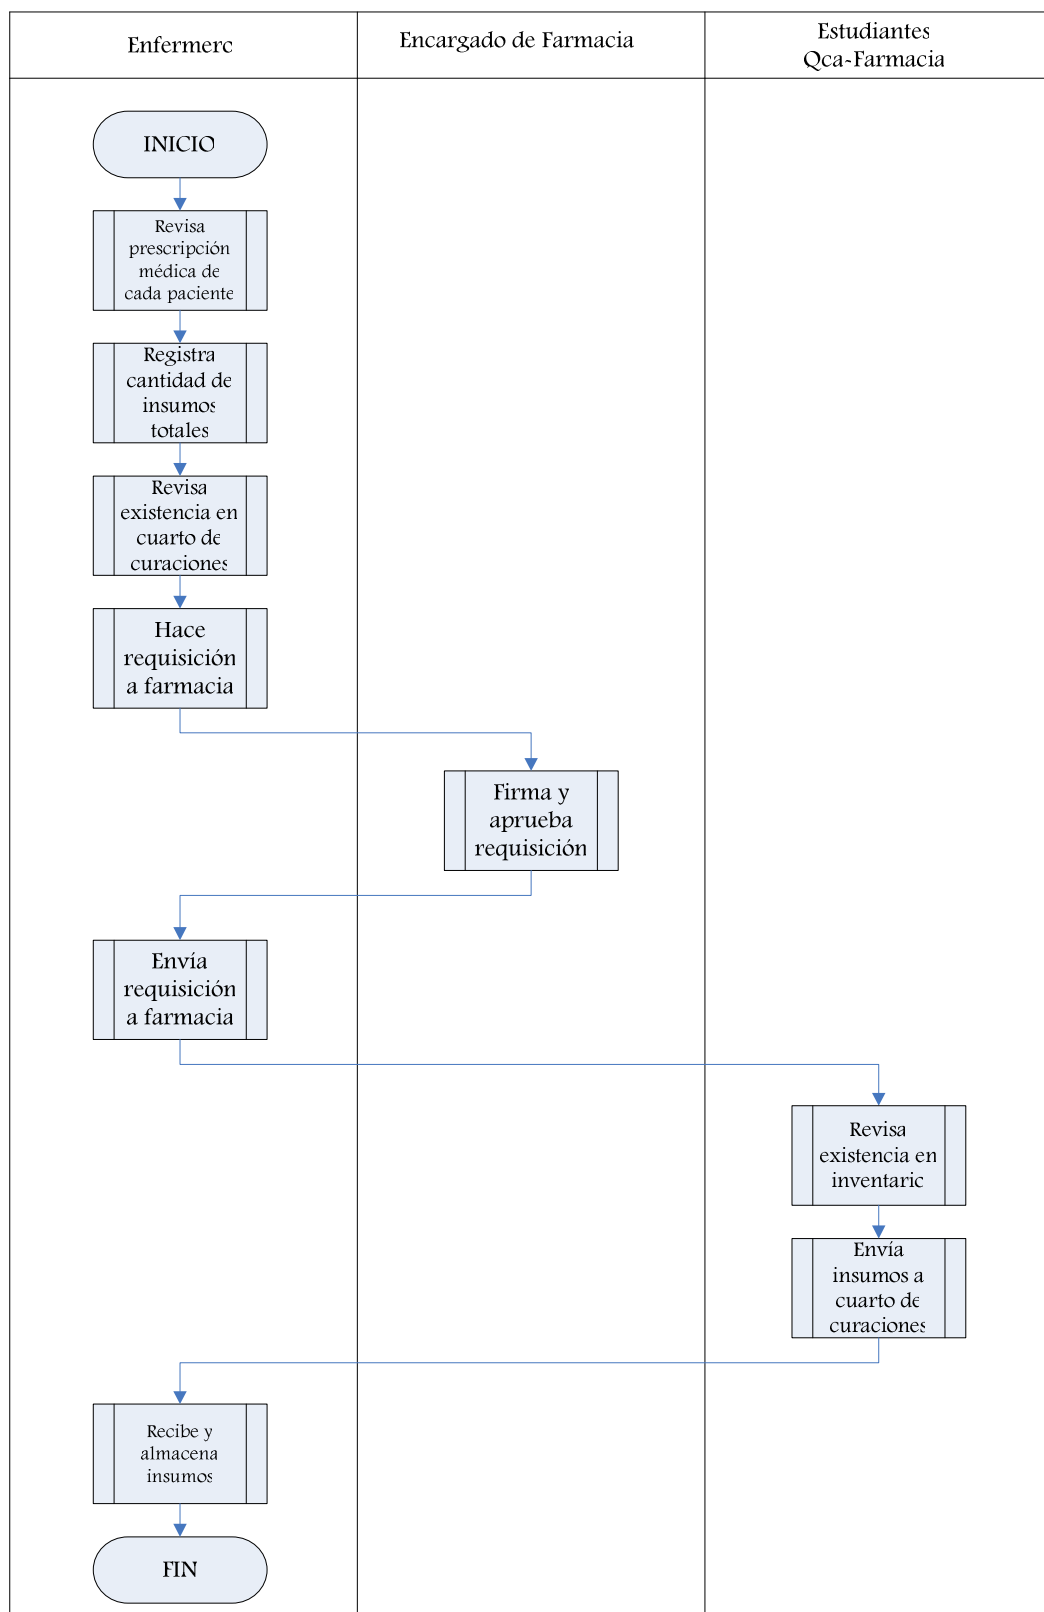 Enfermero
Encargado de Farmacia
Estudiantes
Qca-Farmacia
INICIO
Revisa
prescripción
médica de
cada paciente
Registra
cantidad de
insumos
totales
Revisa
existencia en
cuarto de
curaciones
Hace
requisición
a farmacia
Firma y
aprueba
requisición
Envía
requisición
a farmacia
Revisa
existencia en
inventario
Envía
insumos a
cuarto de
curaciones
Recibe y
almacena
insumos
FIN